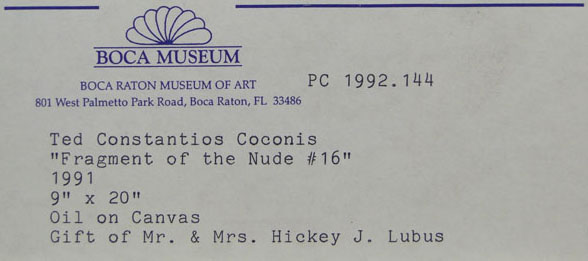 BOCA MUSEUM
BOCA RATON MUSEUM OF ART
801 West Palmetto Park Road, Boca Raton, FL 33486
PC 1992.144
Ted Constantios Coconis
"Fragment of the Nude #16"
1991
9" x 20"
Oil on Canvas
Gift of Mr. & Mrs. Hickey J. Lubus